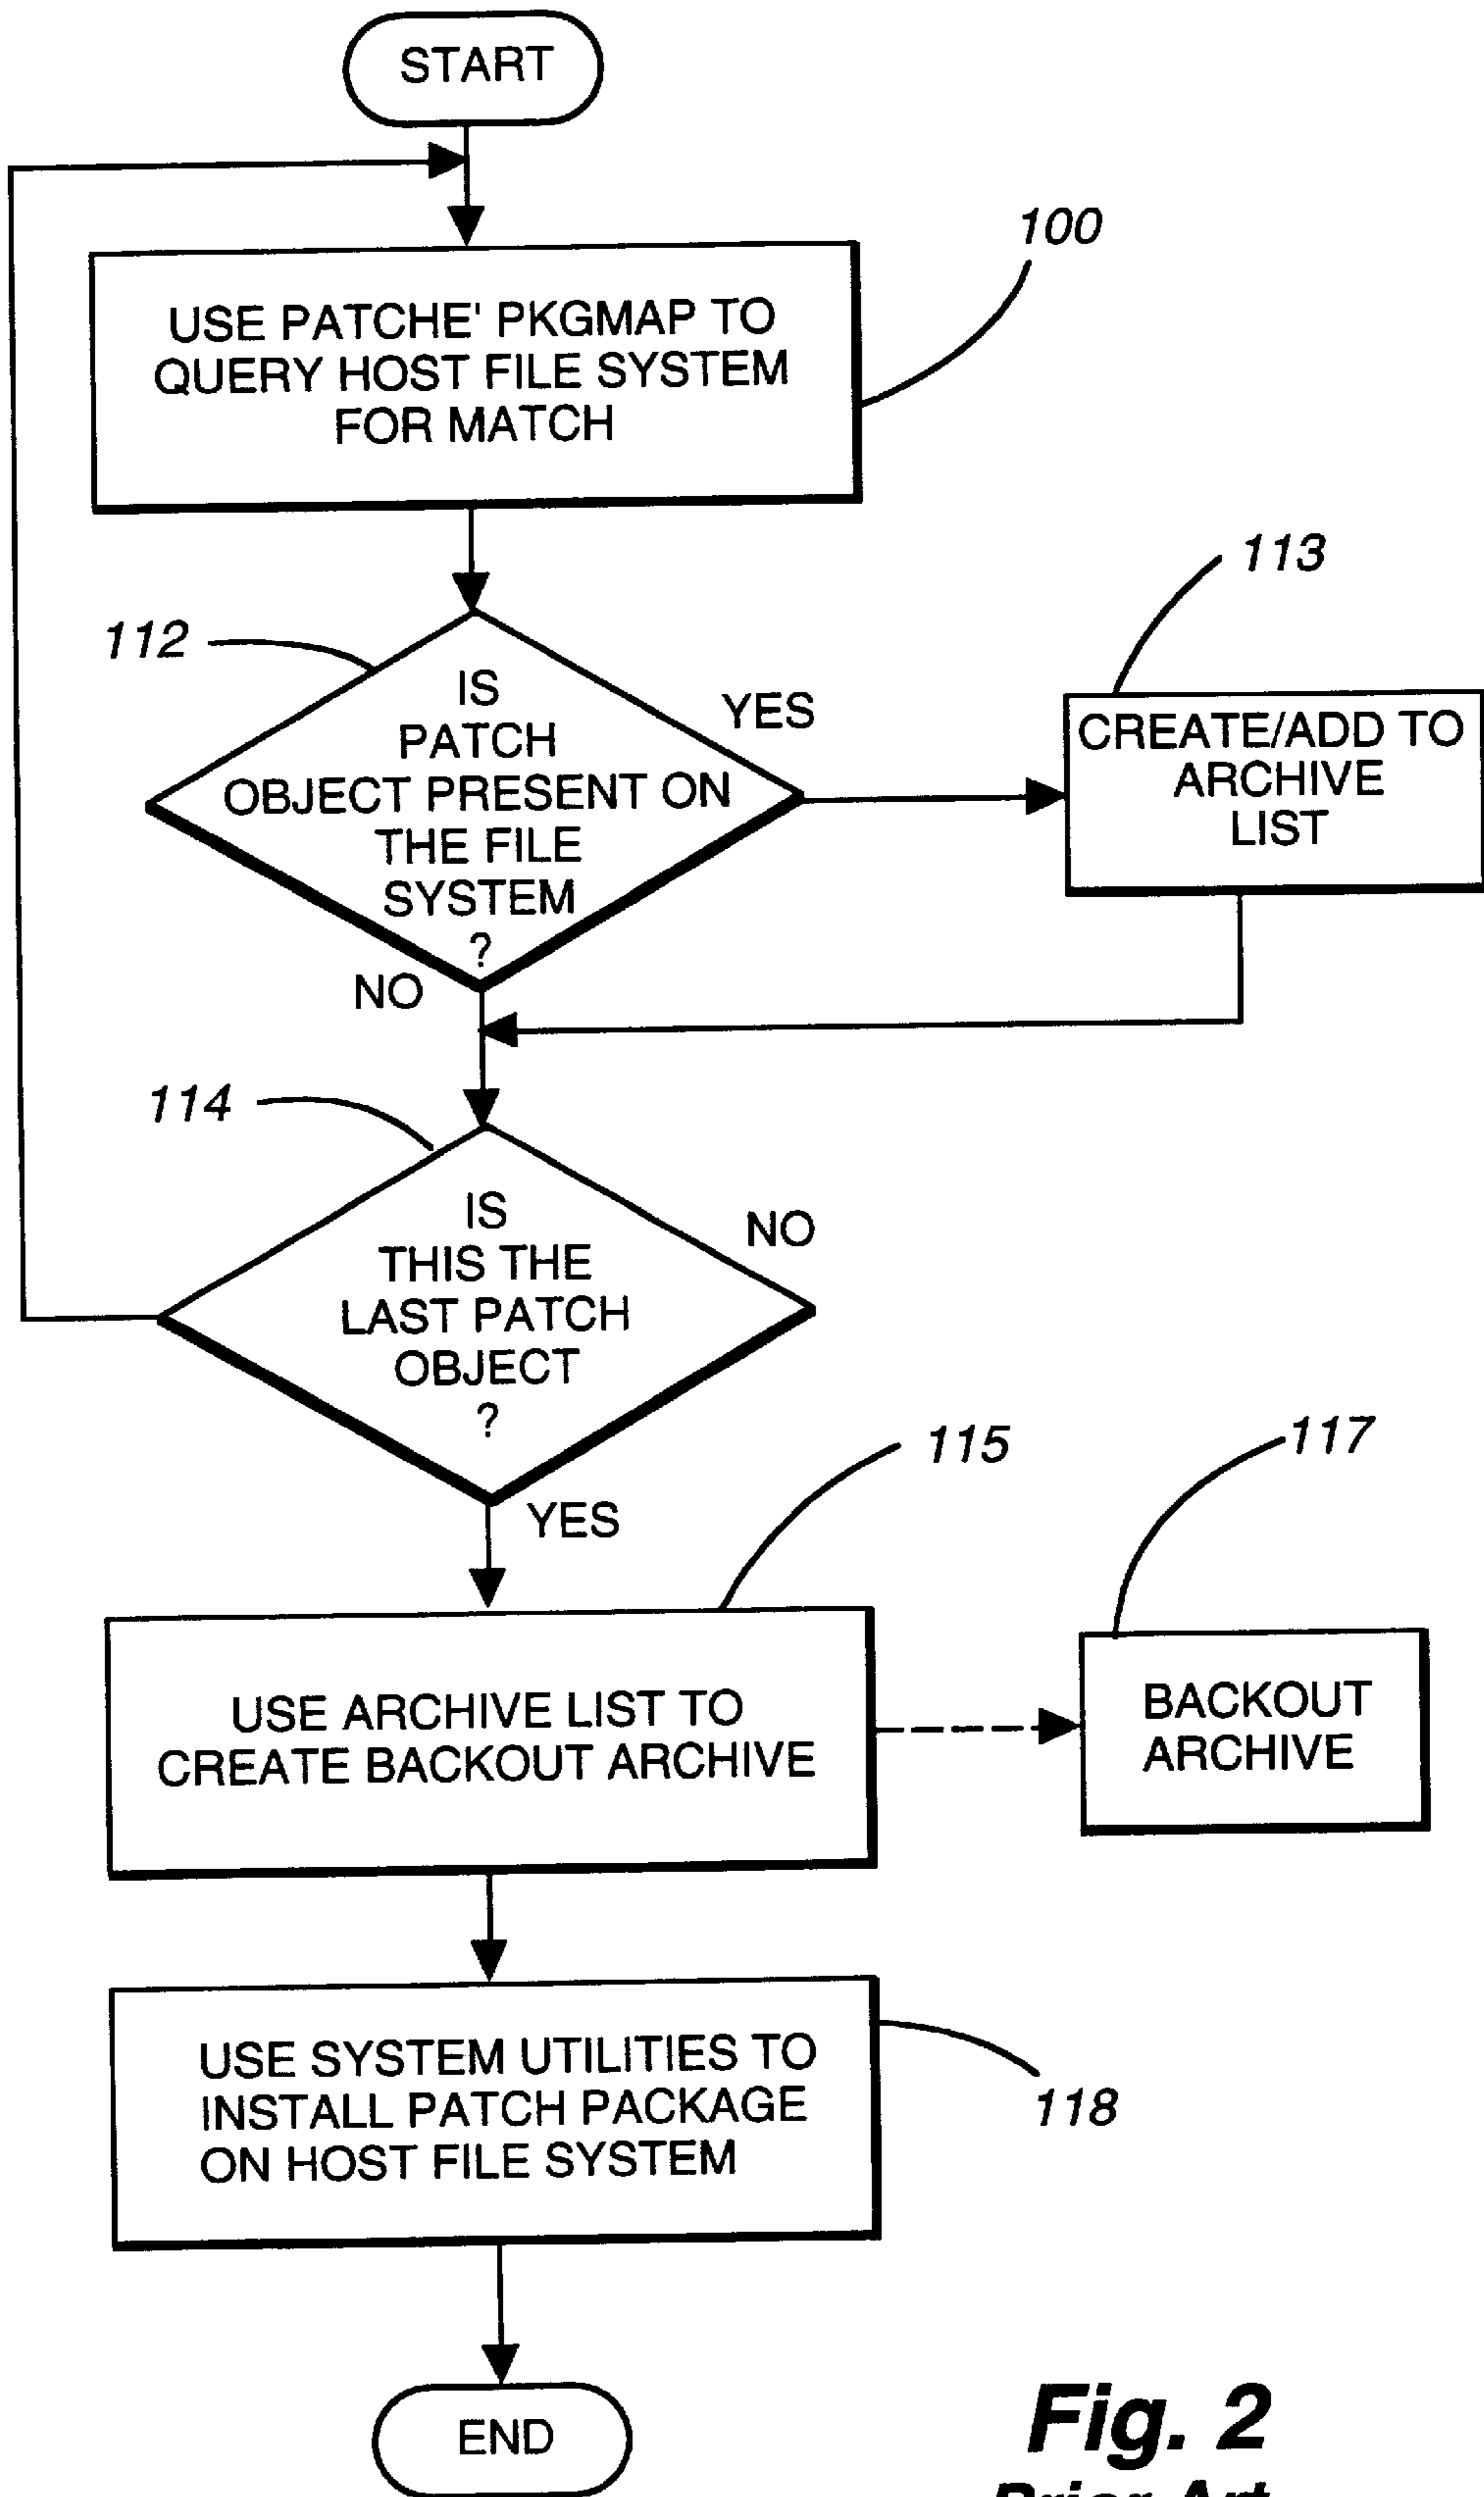 START
100
USE PATCHE' PKGMAP TO
QUERY HOST FILE SYSTEM
FOR MATCH
113
112
IS
PATCH
OBJECT PRESENT ON
THE FILE
SYSTEM
?
YES
CREATE/ADD TO
ARCHIVE
LIST
NO
114
IS
THIS THE
LAST PATCH
OBJECT
?
NO
115
117
YES
USE ARCHIVE LIST TO
CREATE BACKOUT ARCHIVE
BACKOUT
ARCHIVE
USE SYSTEM UTILITIES TO
INSTALL PATCH PACKAGE
ON HOST FILE SYSTEM
118
END
Fig. 2
Prior Art